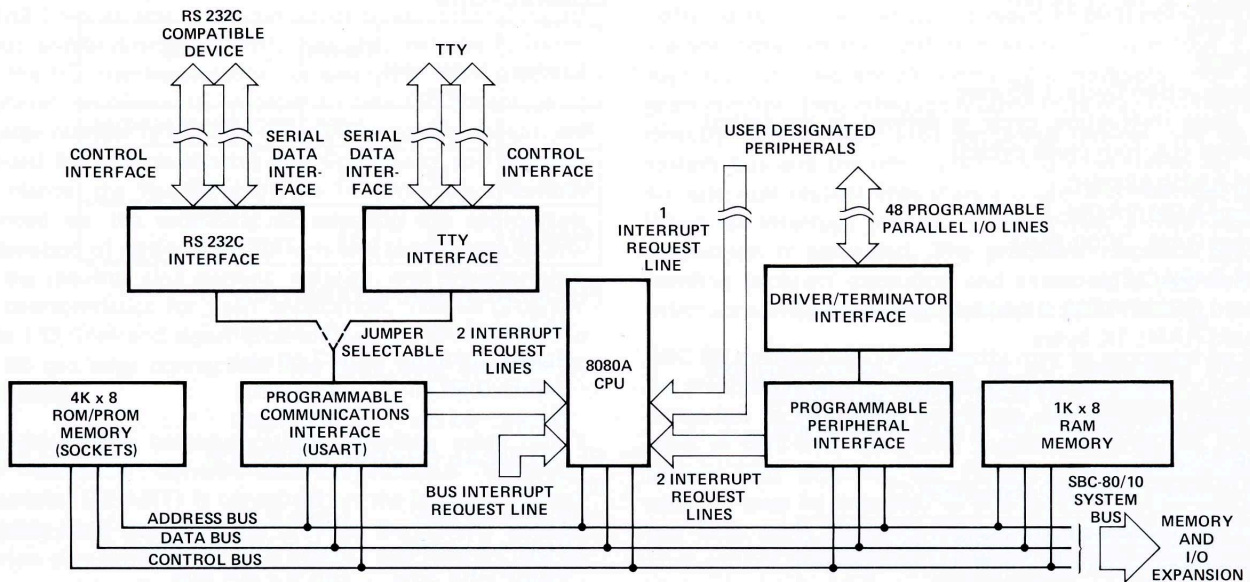 RS 232C
COMPATIBLE
DEVICE
TTY
CONTROL
INTERFACE
SERIAL
DATA
INTER-
FACE
SERIAL
DATA
INTER-
FACE
CONTROL
INTERFACE
USER DESIGNATED
PERIPHERALS
1
INTERRUPT
REQUEST
LINE
48 PROGRAMMABLE
PARALLEL I/O LINES
RS 232C
INTERFACE
TTY
INTERFACE
DRIVER/TERMINATOR
INTERFACE
JUMPER
SELECTABLE
2 INTERRUPT
REQUEST
LINES
8080A
CPU
4K x 8
ROM/PROM
MEMORY
(SOCKETS)
PROGRAMMABLE
COMMUNICATIONS
INTERFACE
(USART)
PROGRAMMABLE
PERIPHERAL
INTERFACE
1K x 8
RAM
MEMORY
BUS INTERRUPT
REQUEST LINE
2 INTERRUPT
REQUEST
LINES
SBC-80/10
SYSTEM
BUS
ADDRESS BUS
DATA BUS
CONTROL BUS
MEMORY
AND
I/O
EXPANSION